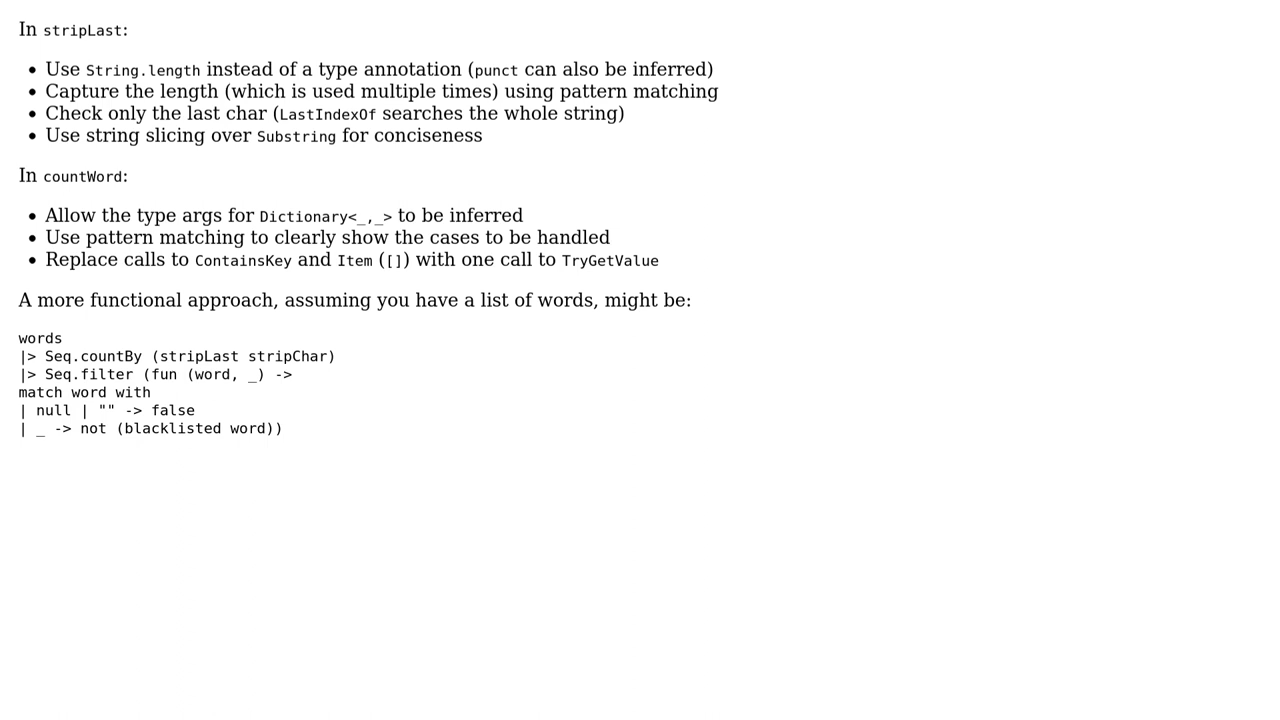 In stripLast:
• Use String.length instead of a type annotation (punct can also be inferred)
• Capture the length (which is used multiple times) using pattern matching
• Check only the last char (LastIndexOf searches the whole string)
• Use string slicing over Substring for conciseness
In countWord:
• Allow the type args for Dictionary<_,_> to be inferred
• Use pattern matching to clearly show the cases to be handled
• Replace calls to ContainsKey and Item ([]) with one call to TryGetValue
A more functional approach, assuming you have a list of words, might be:
words
|> Seq.countBy (stripLast stripChar)
|> Seq.filter (fun (word, _) ->
match word with
| null | "" -> false
| _ -> not (blacklisted word))